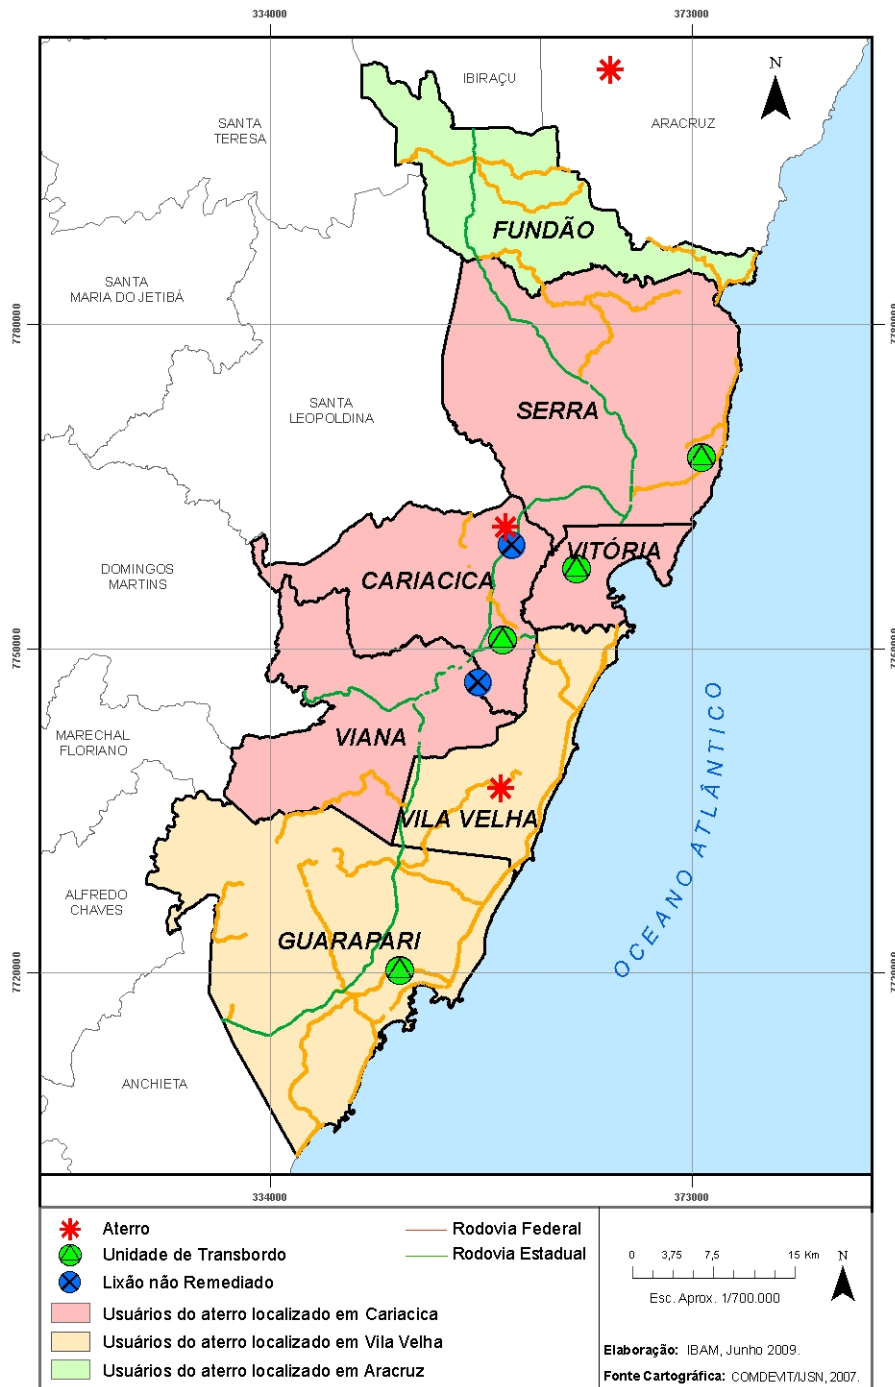 334000
373000
N
IBIRAÇU
SANTA
TERESA
ARACRUZ
FUNDÃO
SANTA
MARIA DO JETIBÁ
7780000
7780000
SANTA
LEOPOLDINA
SERRA
VITÓRIA
DOMINGOS
MARTINS
CARIACICA
7750000
7750000
MARECHAL
FLORIANO
VIANA
OCEANO ATLÂNTICO
VILA VELHA
ALFREDO
CHAVES
GUARAPARI
7720000
7720000
ANCHIETA
334000
373000
Aterro
Unidade de Transbordo
Lixão não Remediado
Usuários do aterro localizado em Cariacica
Usuários do aterro localizado em Vila Velha
Usuários do aterro localizado em Aracruz
Rodovia Federal
Rodovia Estadual
0 3,75 7,5 15 Km
N
Esc. Aprox. 1/700.000
Elaboração: IBAM, Junho 2009.
Fonte Cartográfica: COMDEVIT/IJSN, 2007.